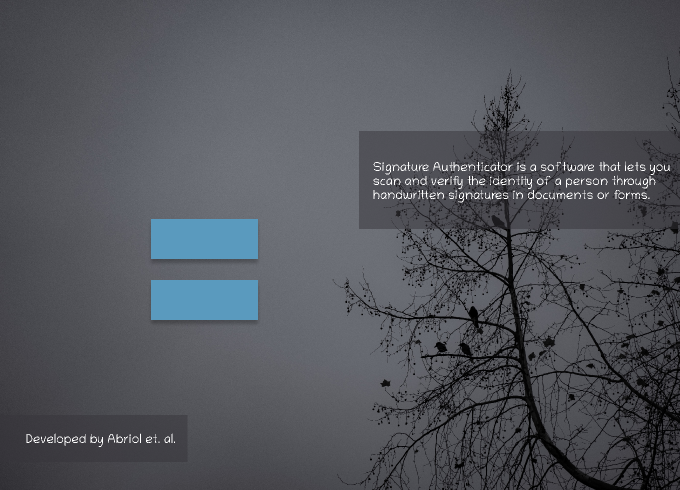 Signature Authenticator is a software that lets you
scan and verify the identity of a person through
handwritten signatures in documents or forms.
Developed by Abriol et. al.